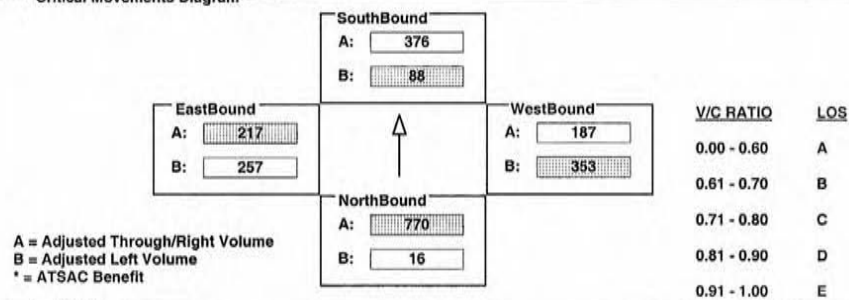 Critical Movements Diagram
SouthBound
A: 376
B: 88
EastBound
A: 217
B: 257
WestBound
A: 187
B: 353
NorthBound
A: 770
B: 16
A = Adjusted Through/Right Volume
B = Adjusted Left Volume
* = ATSAC Benefit
V/C RATIO LOS
0.00 - 0.60 A
0.61 - 0.70 B
0.71 - 0.80 C
0.81 - 0.90 D
0.91 - 1.00 E